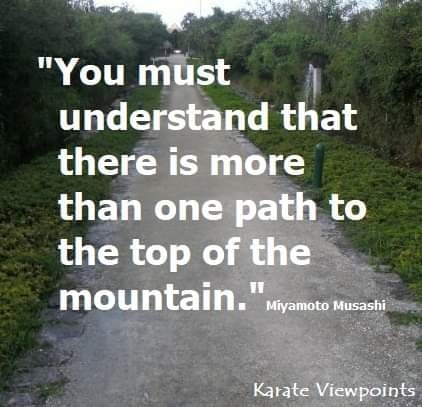 "You must
understand that
there is more
than one path to
the top of the
mountain." Miyamoto Musashi
Karate Viewpoints